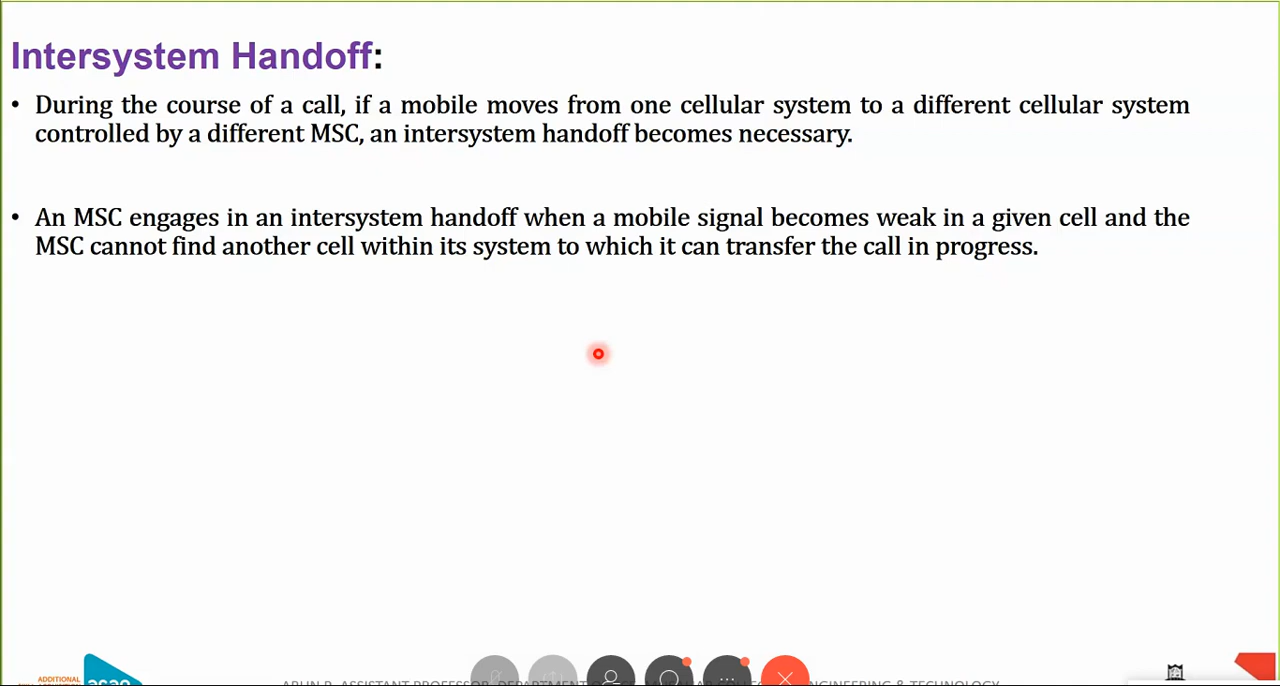 Intersystem Handoff:
• During the course of a call, if a mobile moves from one cellular system to a different cellular system
controlled by a different MSC, an intersystem handoff becomes necessary.
• An MSC engages in an intersystem handoff when a mobile signal becomes weak in a given cell and the
MSC cannot find another cell within its system to which it can transfer the call in progress.
ADDITIONAL
asap
ASSISTANT PROFESSOR, DEPARTMENT ENGINEERING & TECHNOLOGY